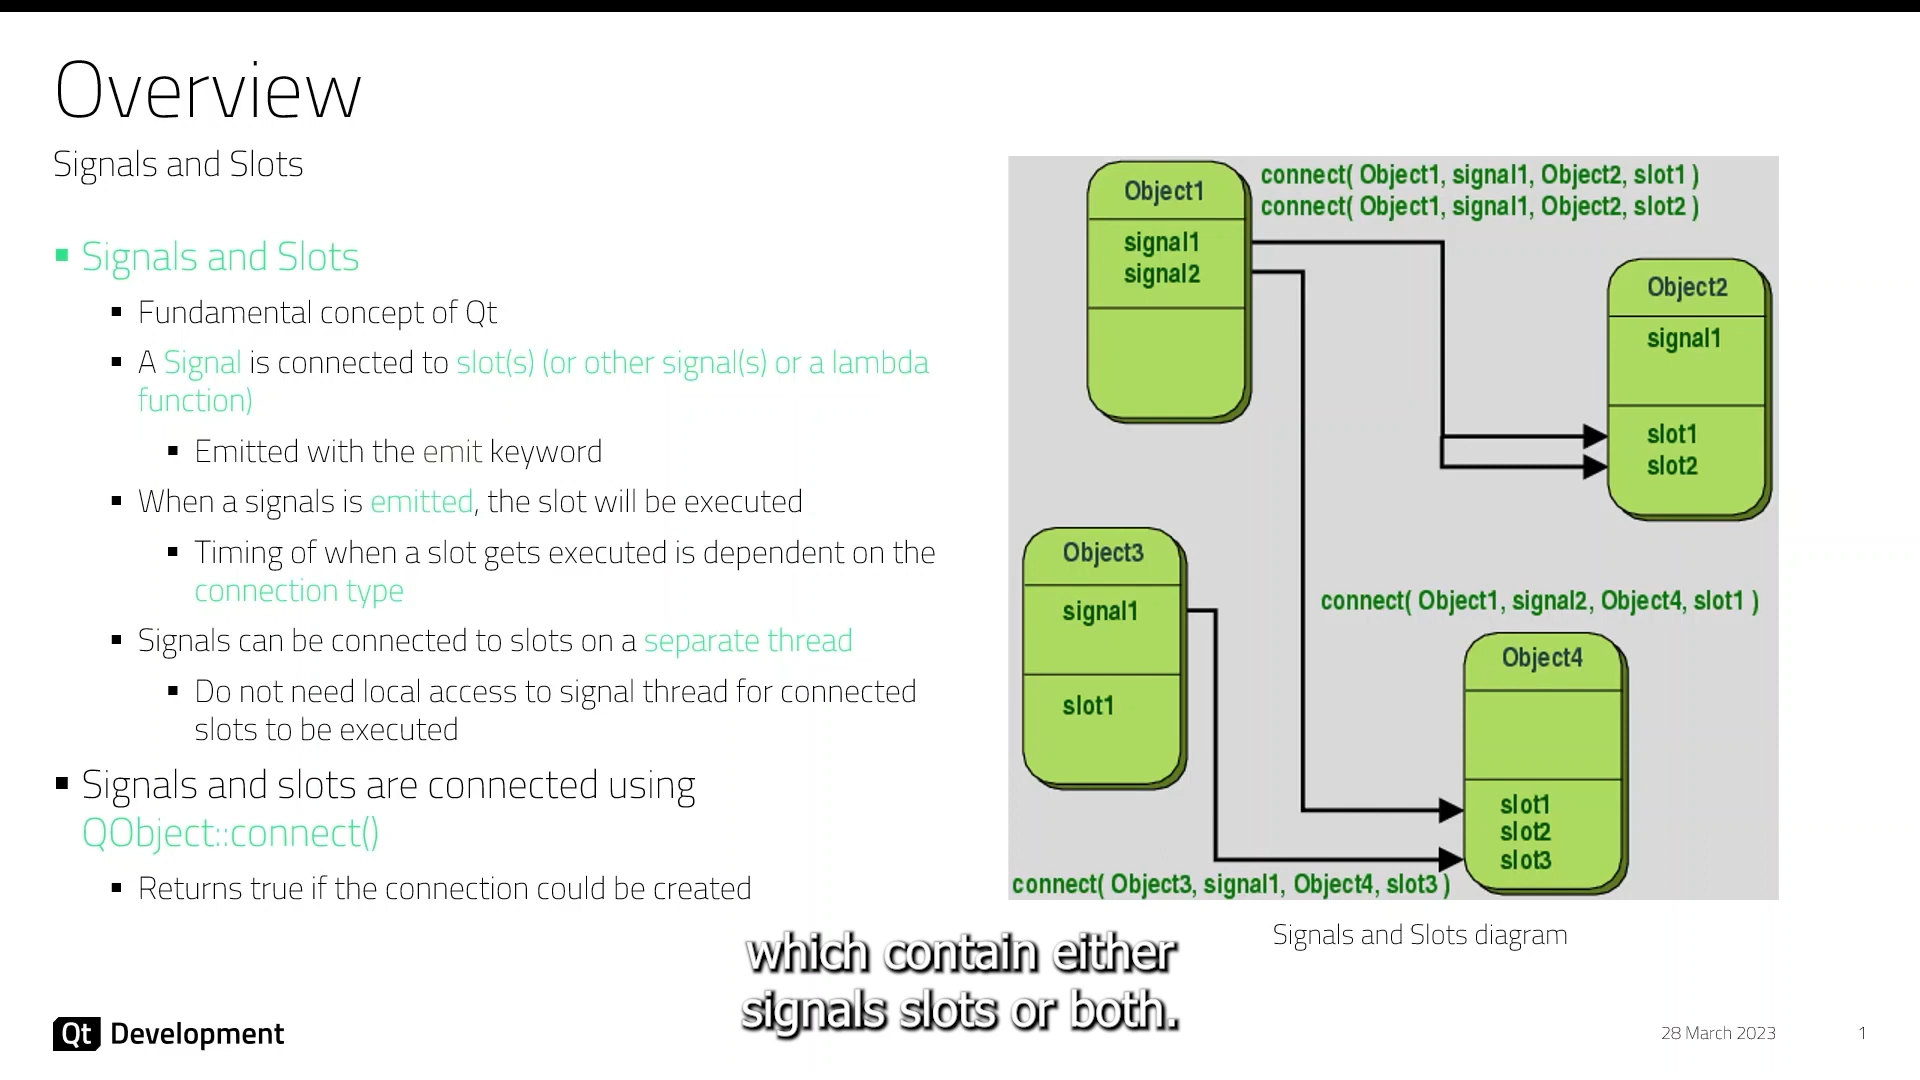 Overview
Signals and Slots
Signals and Slots
Fundamental concept of Qt
A Signal is connected to slot(s) (or other signal(s) or a lambda
function)
Emitted with the emit keyword
When a signals is emitted, the slot will be executed
Timing of when a slot gets executed is dependent on the
connection type
Signals can be connected to slots on a separate thread
Do not need local access to signal thread for connected
slots to be executed
Signals and slots are connected using
QObject::connect()
Returns true if the connection could be created
Object1
signal1
signal2
connect( Object1, signal1, Object2, slot1 )
connect( Object1, signal1, Object2, slot2 )
Object2
signal1
slot1
slot2
Object3
signal1
slot1
connect( Object1, signal2, Object4, slot1 )
Object4
slot1
slot2
slot3
connect( Object3, signal1, Object4, slot3 )
Signals and Slots diagram
which contain either
signals slots or both.
Qt Development
28 March 2023
1